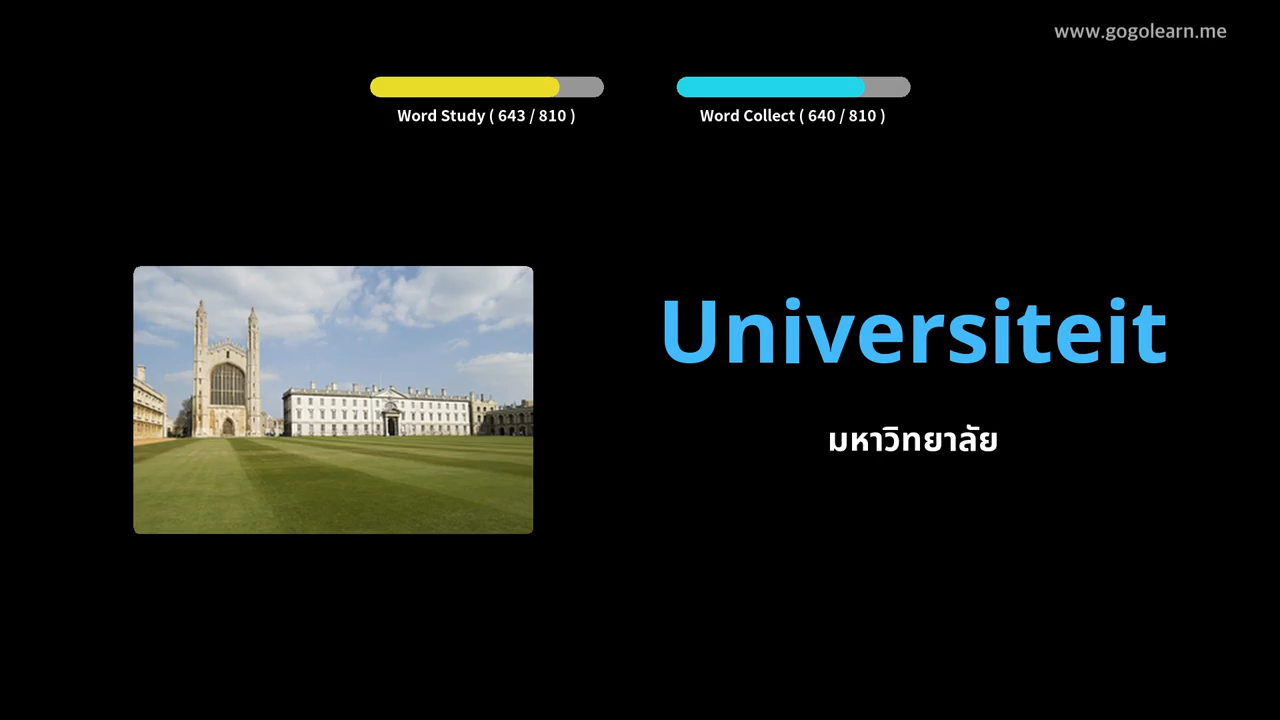 www.gogolearn.me
Word Study ( 643 / 810 )
Word Collect ( 640 / 810 )
Universiteit
มหาวิทยาลัย